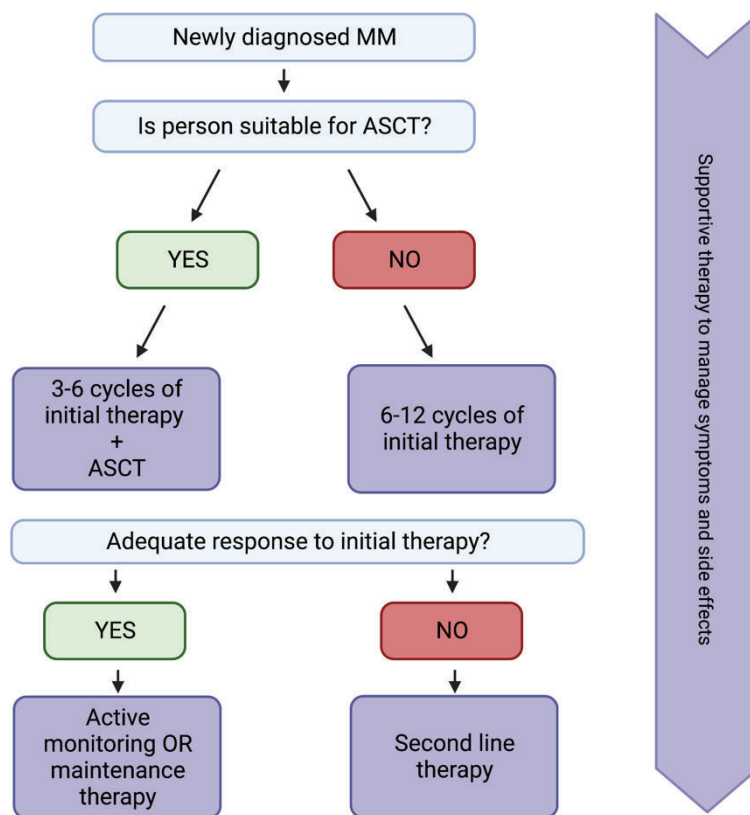 Newly diagnosed MM
Is person suitable for ASCT?
YES
NO
3-6 cycles of
initial therapy
+
ASCT
6-12 cycles of
initial therapy
Adequate response to initial therapy?
YES
NO
Active
monitoring OR
maintenance
therapy
Second line
therapy
Supportive therapy to manage symptoms and side effects